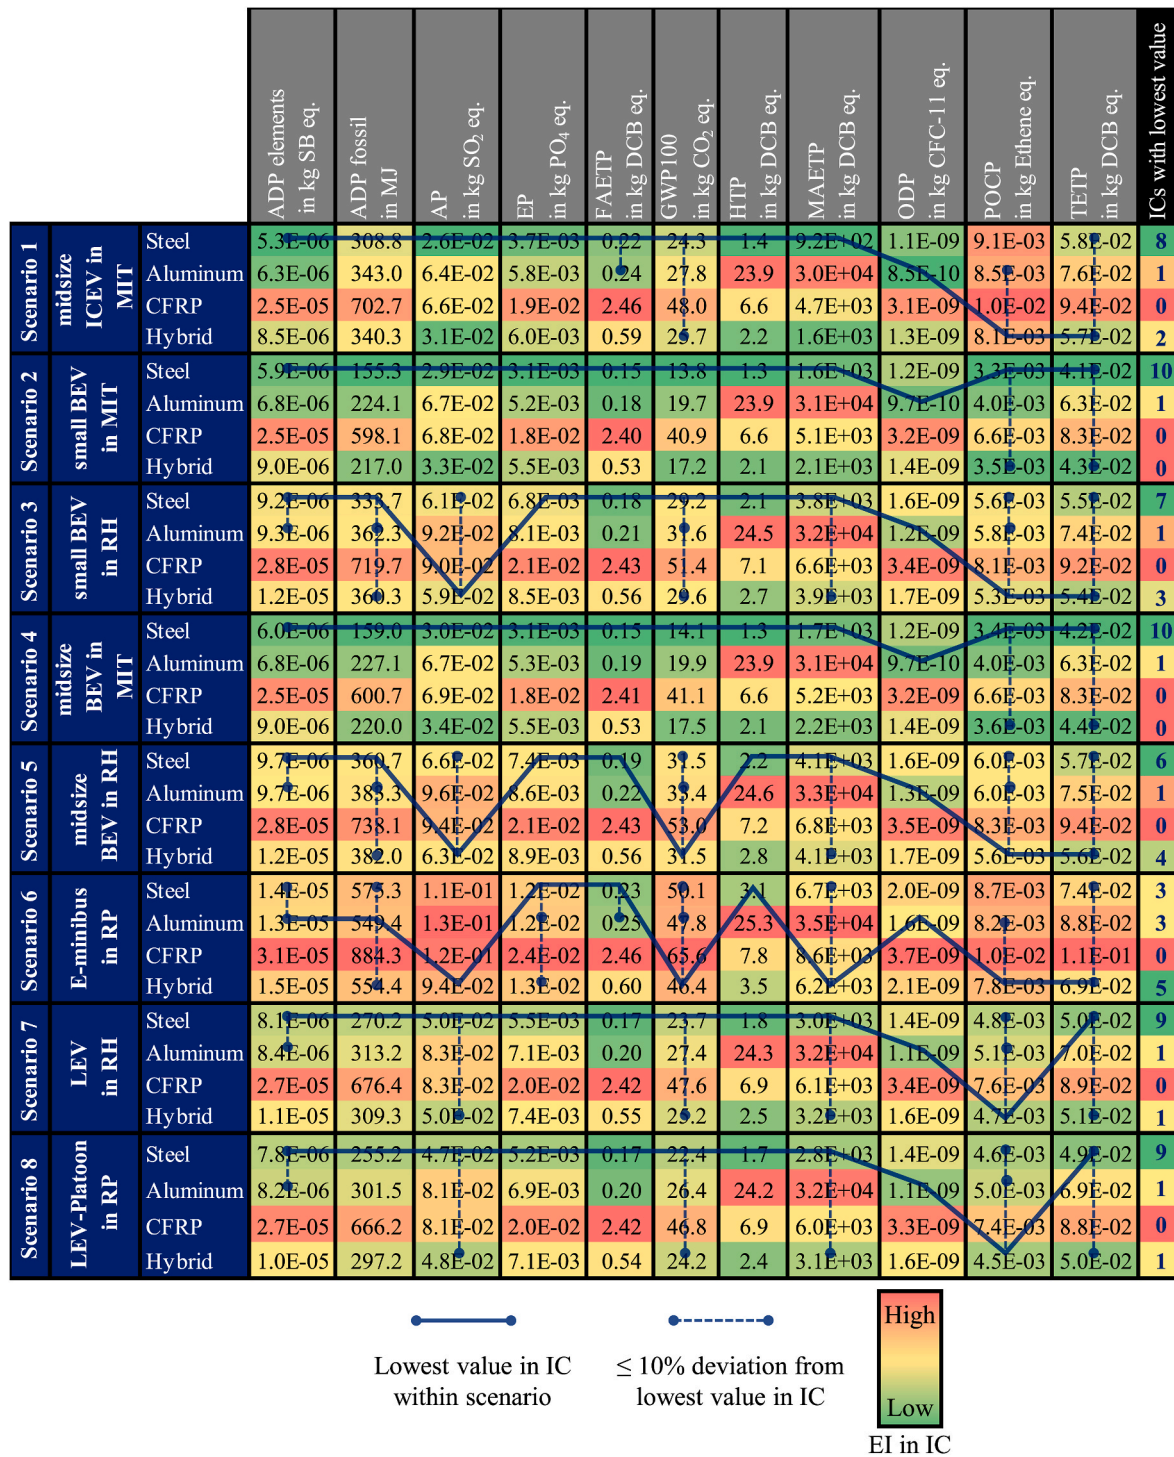 ADP elements in kg SB eq.
ADP fossil in MJ
AP in kg SO₂ eq.
EP in kg PO₄ eq.
FAETP in kg DCB eq.
GWP100 in kg CO₂ eq.
HTP in kg DCB eq.
MAETP in kg DCB eq.
ODP in kg CFC-11 eq.
POCP in kg Ethene eq.
TETP in kg DCB eq.
ICs with lowest value
Scenario 1 midsize ICEV in MIT
Steel 5.3E-06 308.8 2.6E-02 3.7E-03 0.22 24.3 1.4 9.2E+02 1.1E-09 9.1E-03 5.8E-02 8
Aluminum 6.3E-06 343.0 6.4E-02 5.8E-03 0.24 27.8 23.9 3.0E+04 8.5E-10 8.5E-03 7.6E-02 1
CFRP 2.5E-05 702.7 6.6E-02 1.9E-02 2.46 48.0 6.6 4.7E+03 3.1E-09 1.0E-02 9.4E-02 0
Hybrid 8.5E-06 340.3 3.1E-02 6.0E-03 0.59 25.7 2.2 1.6E+03 1.3E-09 8.1E-03 5.7E-02 2
Scenario 2 small BEV in MIT
Steel 5.9E-06 155.3 2.9E-02 3.1E-03 0.15 13.8 1.3 1.6E+03 1.2E-09 3.3E-03 4.1E-02 10
Aluminum 6.8E-06 224.1 6.7E-02 5.2E-03 0.18 19.7 23.9 3.1E+04 9.7E-10 4.0E-03 6.3E-02 1
CFRP 2.5E-05 598.1 6.8E-02 1.8E-02 2.40 40.9 6.6 5.1E+03 3.2E-09 6.6E-03 8.3E-02 0
Hybrid 9.0E-06 217.0 3.3E-02 5.5E-03 0.53 17.2 2.1 2.1E+03 1.4E-09 3.5E-03 4.3E-02 0
Scenario 3 small BEV in RH
Steel 9.2E-06 333.7 6.1E-02 6.8E-03 0.18 29.2 2.1 3.8E+03 1.6E-09 5.6E-03 5.5E-02 7
Aluminum 9.3E-06 362.3 9.2E-02 8.1E-03 0.21 31.6 24.5 3.2E+04 1.2E-09 5.8E-03 7.4E-02 1
CFRP 2.8E-05 719.7 9.0E-02 2.1E-02 2.43 51.4 7.1 6.6E+03 3.4E-09 8.1E-03 9.2E-02 0
Hybrid 1.2E-05 360.3 5.9E-02 8.5E-03 0.56 29.6 2.7 3.9E+03 1.7E-09 5.3E-03 5.4E-02 3
Scenario 4 midsize BEV in MIT
Steel 6.0E-06 159.0 3.0E-02 3.1E-03 0.15 14.1 1.3 1.7E+03 1.2E-09 3.4E-03 4.2E-02 10
Aluminum 6.8E-06 227.1 6.7E-02 5.3E-03 0.19 19.9 23.9 3.1E+04 9.7E-10 4.0E-03 6.3E-02 1
CFRP 2.5E-05 600.7 6.9E-02 1.8E-02 2.41 41.1 6.6 5.2E+03 3.2E-09 6.6E-03 8.3E-02 0
Hybrid 9.0E-06 220.0 3.4E-02 5.5E-03 0.53 17.5 2.1 2.2E+03 1.4E-09 3.6E-03 4.4E-02 0
Scenario 5 midsize BEV in RH
Steel 9.7E-06 360.7 6.6E-02 7.4E-03 0.19 31.5 2.2 4.1E+03 1.6E-09 6.0E-03 5.7E-02 6
Aluminum 9.7E-06 383.3 9.6E-02 8.6E-03 0.22 33.4 24.6 3.3E+04 1.3E-09 6.0E-03 7.5E-02 1
CFRP 2.8E-05 738.1 9.4E-02 2.1E-02 2.43 53.0 7.2 6.8E+03 3.5E-09 8.3E-03 9.4E-02 0
Hybrid 1.2E-05 382.0 6.3E-02 8.9E-03 0.56 31.5 2.8 4.1E+03 1.7E-09 5.6E-03 5.6E-02 4
Scenario 6 E-minibus in RP
Steel 1.4E-05 575.3 1.1E-01 1.2E-02 0.23 50.1 3.1 6.7E+03 2.0E-09 8.7E-03 7.4E-02 3
Aluminum 1.3E-05 549.4 1.3E-01 1.2E-02 0.25 47.8 25.3 3.5E+04 1.6E-09 8.2E-03 8.8E-02 3
CFRP 3.1E-05 884.3 1.2E-01 2.4E-02 2.46 65.6 7.8 8.6E+03 3.7E-09 1.0E-02 1.1E-01 0
Hybrid 1.5E-05 554.4 9.4E-02 1.3E-02 0.60 46.4 3.5 6.2E+03 2.1E-09 7.8E-03 6.9E-02 5
Scenario 7 LEV in RH
Steel 8.1E-06 270.2 5.0E-02 5.5E-03 0.17 23.7 1.8 3.0E+03 1.4E-09 4.8E-03 5.0E-02 9
Aluminum 8.4E-06 313.2 8.3E-02 7.1E-03 0.20 27.4 24.3 3.2E+04 1.1E-09 5.1E-03 7.0E-02 1
CFRP 2.7E-05 676.4 8.3E-02 2.0E-02 2.42 47.6 6.9 6.1E+03 3.4E-09 7.6E-03 8.9E-02 0
Hybrid 1.1E-05 309.3 5.0E-02 7.4E-03 0.55 25.2 2.5 3.2E+03 1.6E-09 4.7E-03 5.1E-02 1
Scenario 8 LEV-Platoon in RP
Steel 7.8E-06 255.2 4.7E-02 5.2E-03 0.17 22.4 1.7 2.8E+03 1.4E-09 4.6E-03 4.9E-02 9
Aluminum 8.2E-06 301.5 8.1E-02 6.9E-03 0.20 26.4 24.2 3.2E+04 1.1E-09 5.0E-03 6.9E-02 1
CFRP 2.7E-05 666.2 8.1E-02 2.0E-02 2.42 46.8 6.9 6.0E+03 3.3E-09 7.4E-03 8.8E-02 0
Hybrid 1.0E-05 297.2 4.8E-02 7.1E-03 0.54 24.2 2.4 3.1E+03 1.6E-09 4.5E-03 5.0E-02 1
Lowest value in IC
within scenario
≤ 10% deviation from
lowest value in IC
High
Low
EI in IC